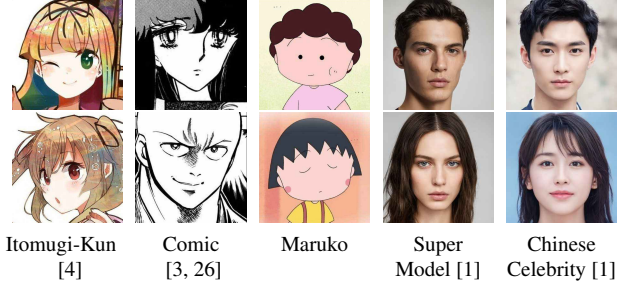 Itomugi-Kun
[4]
Comic
[3, 26]
Maruko
Super
Model [1]
Chinese
Celebrity [1]